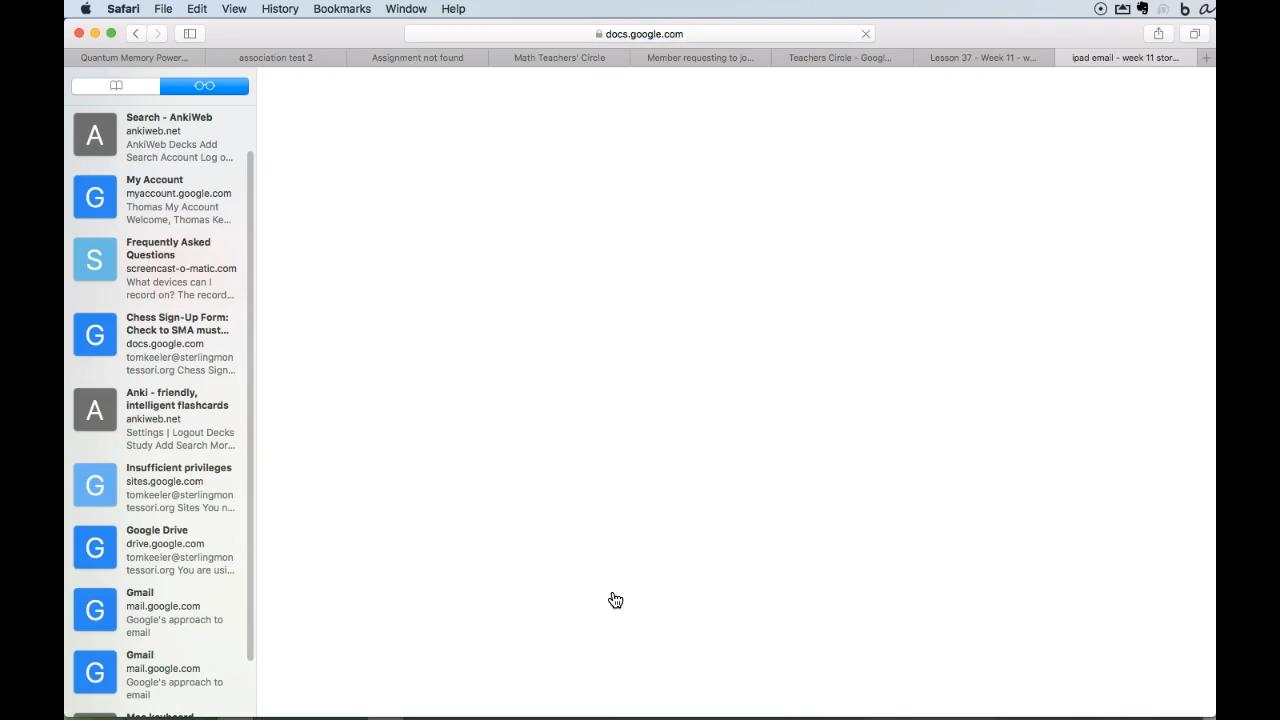 Safari File Edit View History Bookmarks Window Help
docs.google.com
Quantum Memory Power... association test 2 Assignment not found Math Teachers' Circle Member requesting to jo... Teachers Circle - Googl... Lesson 37 - Week 11 - w... ipad email - week 11 stor...
A
Search - AnkiWeb
ankiweb.net
AnkiWeb Decks Add
Search Account Log o...
G
My Account
myaccount.google.com
Thomas My Account
Welcome, Thomas Ke...
S
Frequently Asked
Questions
screencast-o-matic.com
What devices can I
record on? The record...
G
Chess Sign-Up Form:
Check to SMA must...
docs.google.com
tomkeeler@sterlingmon
tessori.org Chess Sign...
A
Anki - friendly,
intelligent flashcards
ankiweb.net
Settings | Logout Decks
Study Add Search Mor...
G
Insufficient privileges
sites.google.com
tomkeeler@sterlingmon
tessori.org Sites You n...
G
Google Drive
drive.google.com
tomkeeler@sterlingmon
tessori.org You are usi...
G
Gmail
mail.google.com
Google's approach to
email
G
Gmail
mail.google.com
Google's approach to
email
Mac keyboard